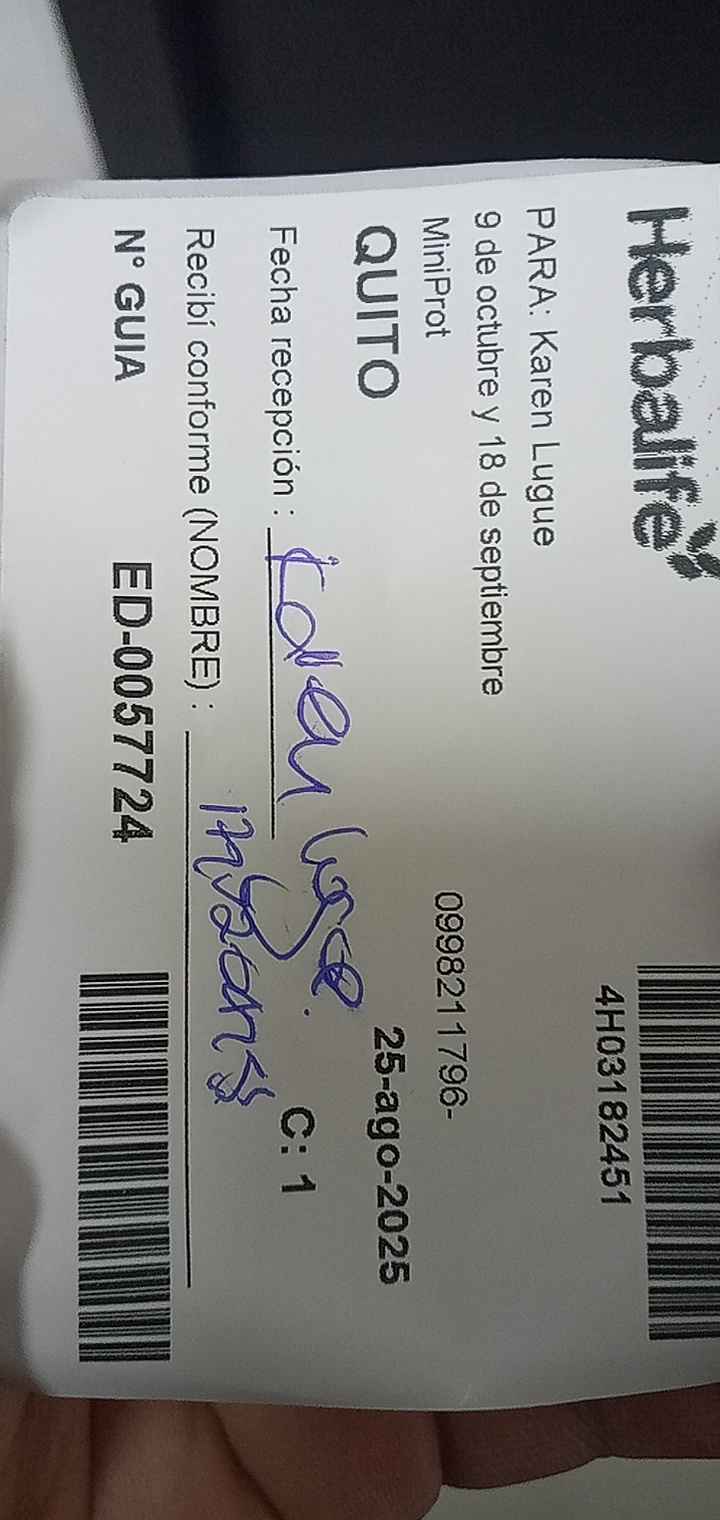 Herbalife
4H03182451
PARA: Karen Lugue
9 de octubre y 18 de septiembre
MiniProt 0998211796-
QUITO 25-ago-2025
Fecha recepción :
C: 1
Recibí conforme (NOMBRE) :
Nº GUIA ED-0057724